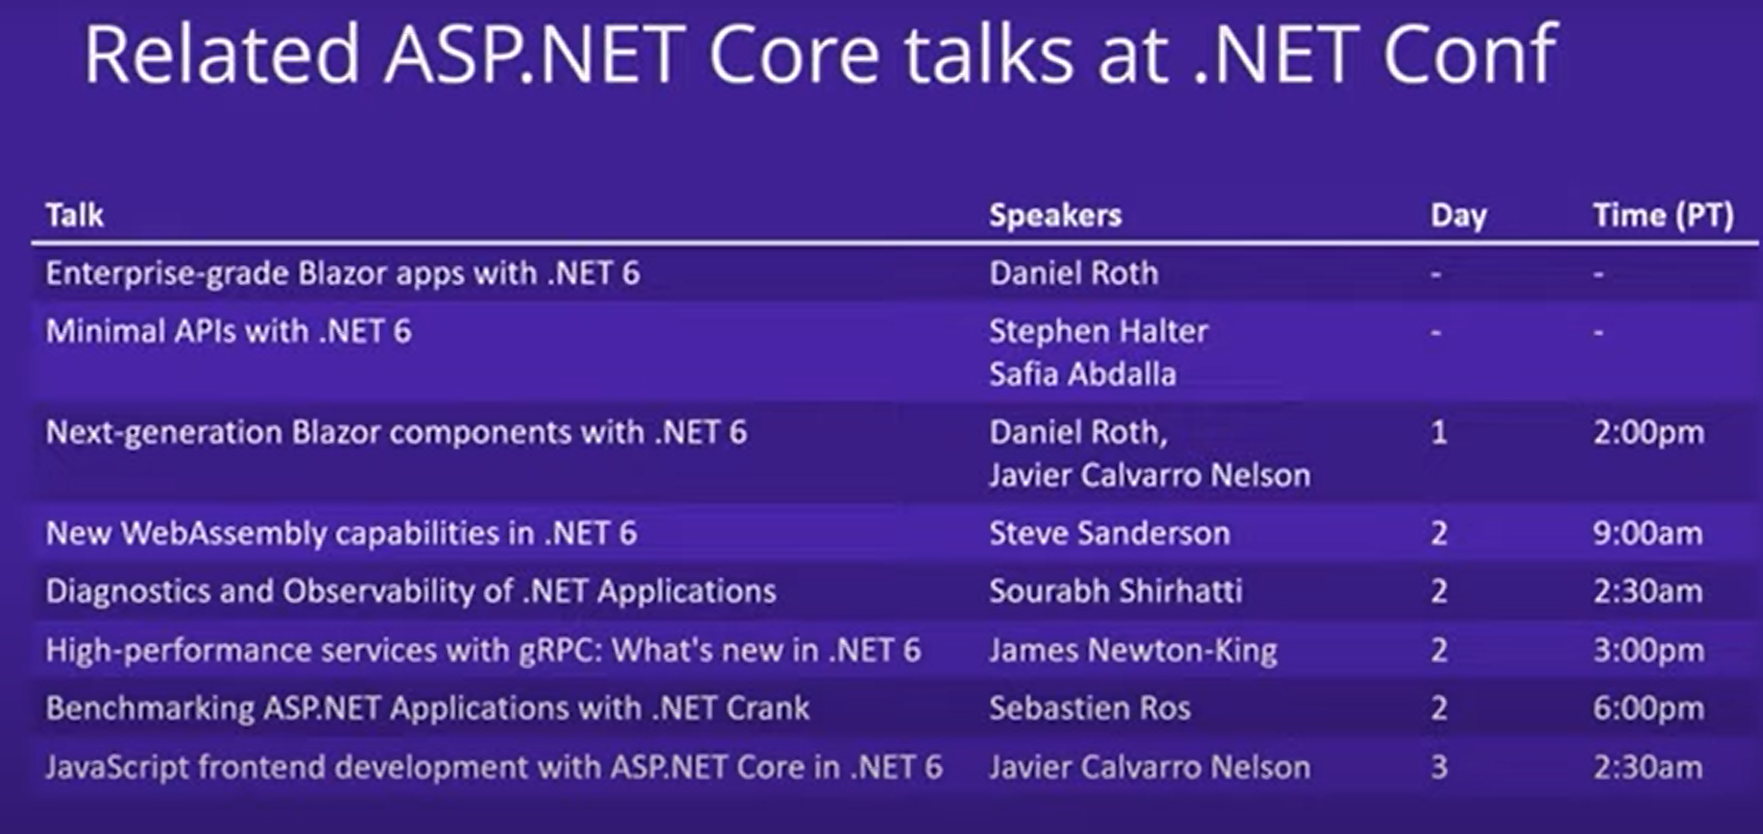 Related ASP.NET Core talks at .NET Conf
Talk Speakers Day Time (PT)
Enterprise-grade Blazor apps with .NET 6 Daniel Roth - -
Minimal APIs with .NET 6 Stephen Halter - -
Safia Abdalla
Next-generation Blazor components with .NET 6 Daniel Roth, 1 2:00pm
Javier Calvarro Nelson
New WebAssembly capabilities in .NET 6 Steve Sanderson 2 9:00am
Diagnostics and Observability of .NET Applications Sourabh Shirhatti 2 2:30am
High-performance services with gRPC: What's new in .NET 6 James Newton-King 2 3:00pm
Benchmarking ASP.NET Applications with .NET Crank Sebastien Ros 2 6:00pm
JavaScript frontend development with ASP.NET Core in .NET 6 Javier Calvarro Nelson 3 2:30am